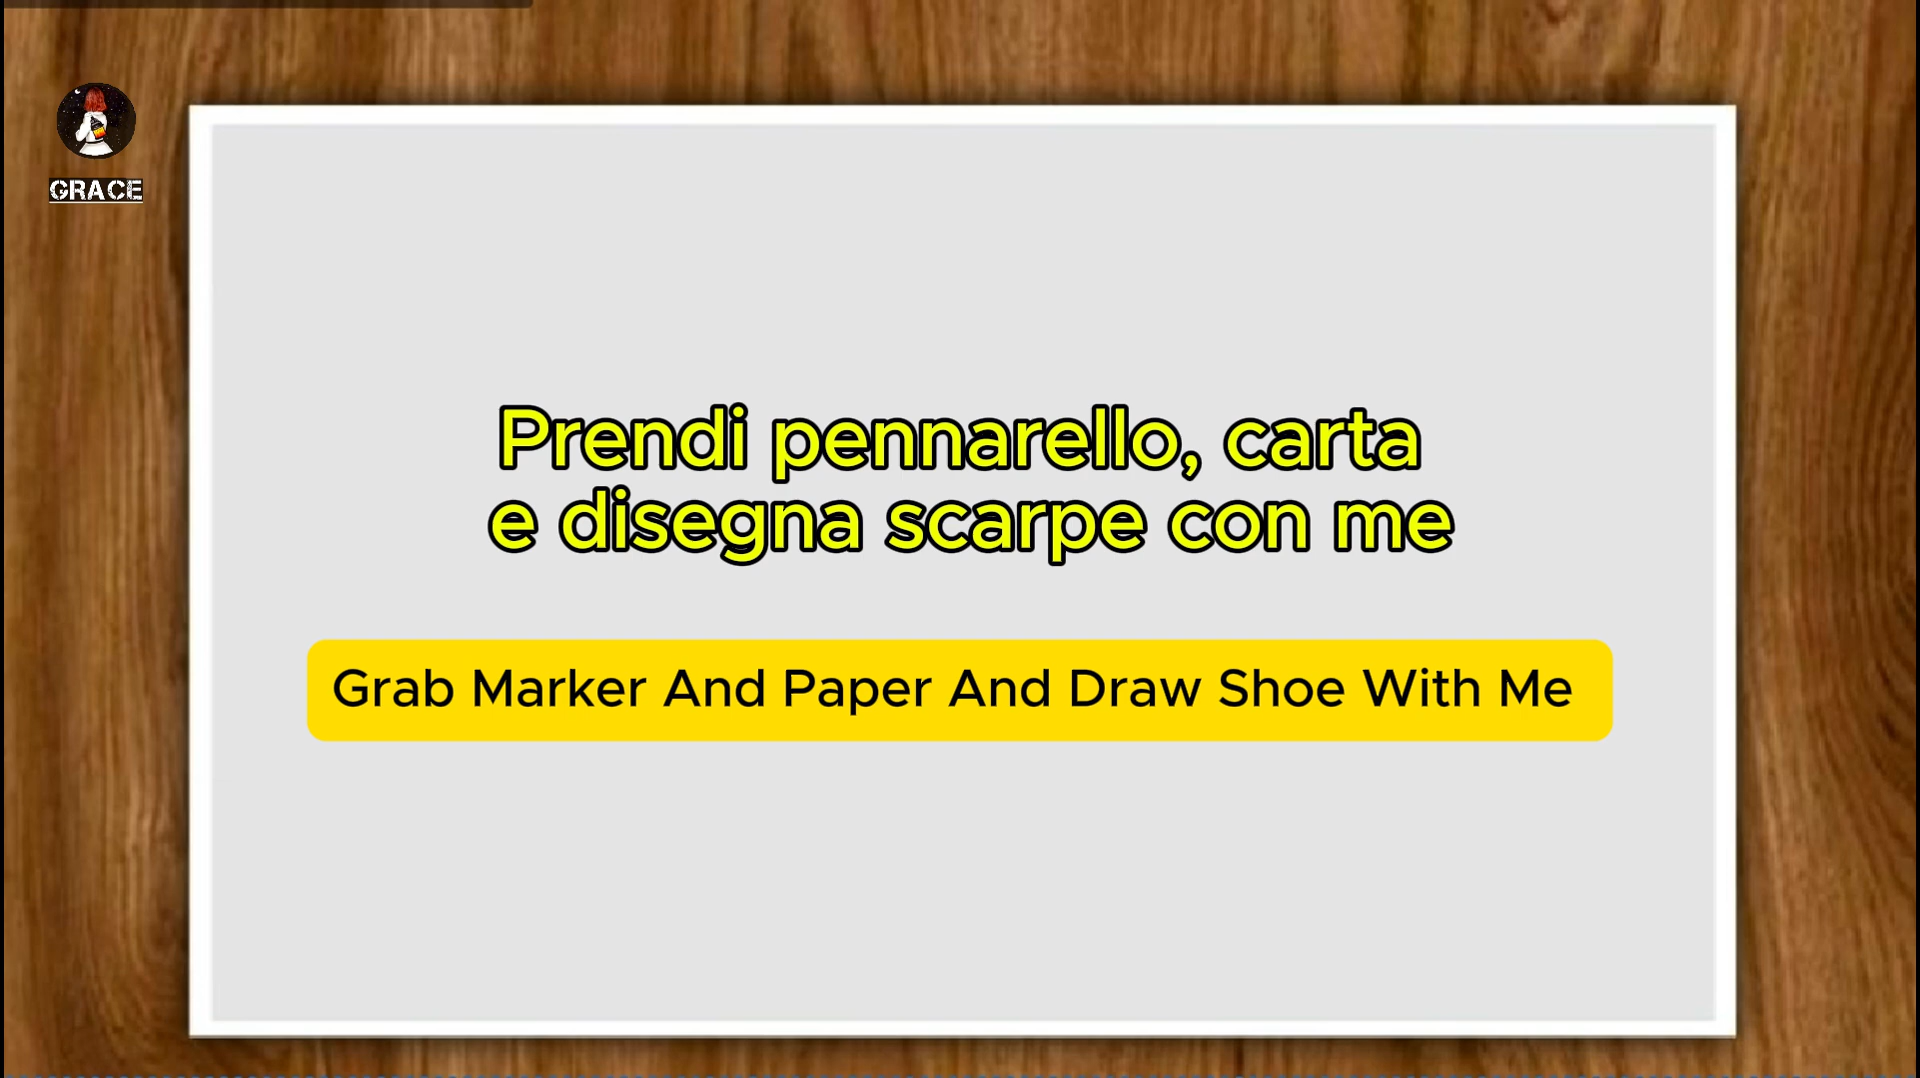 GRACE
Prendi pennarello, carta
e disegna scarpe con me
Grab Marker And Paper And Draw Shoe With Me